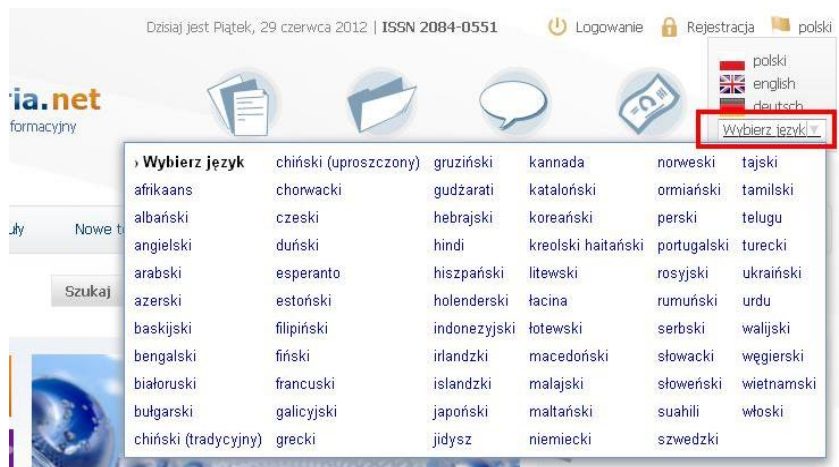 Dzisiaj jest Piątek, 29 czerwca 2012 | ISSN 2084-0551 Logowanie Rejestracja polski
polski
english
deutsch
Wybierz język
ia.net
formacyjny
› Wybierz język chiński (uproszczony) gruziński kannada norweski tajski
afrikaans chorwacki gudżarati kataloński ormiański tamilski
albański czeski hebrajski koreański perski telugu
angielski duński hindi kreolski haitański portugalski turecki
arabski esperanto hiszpański litewski rosyjski ukraiński
azerski estoński holenderski łacina rumuński urdu
baskijski filipiński indonezyjski łotewski serbski walijski
bengalski fiński irlandzki macedoński słowacki węgierski
białoruski francuski islandzki malajski słoweński wietnamski
bułgarski galicyjski japoński maltański suahili włoski
chiński (tradycyjny) grecki jidysz niemiecki szwedzki
uły Nowe t
Szukaj